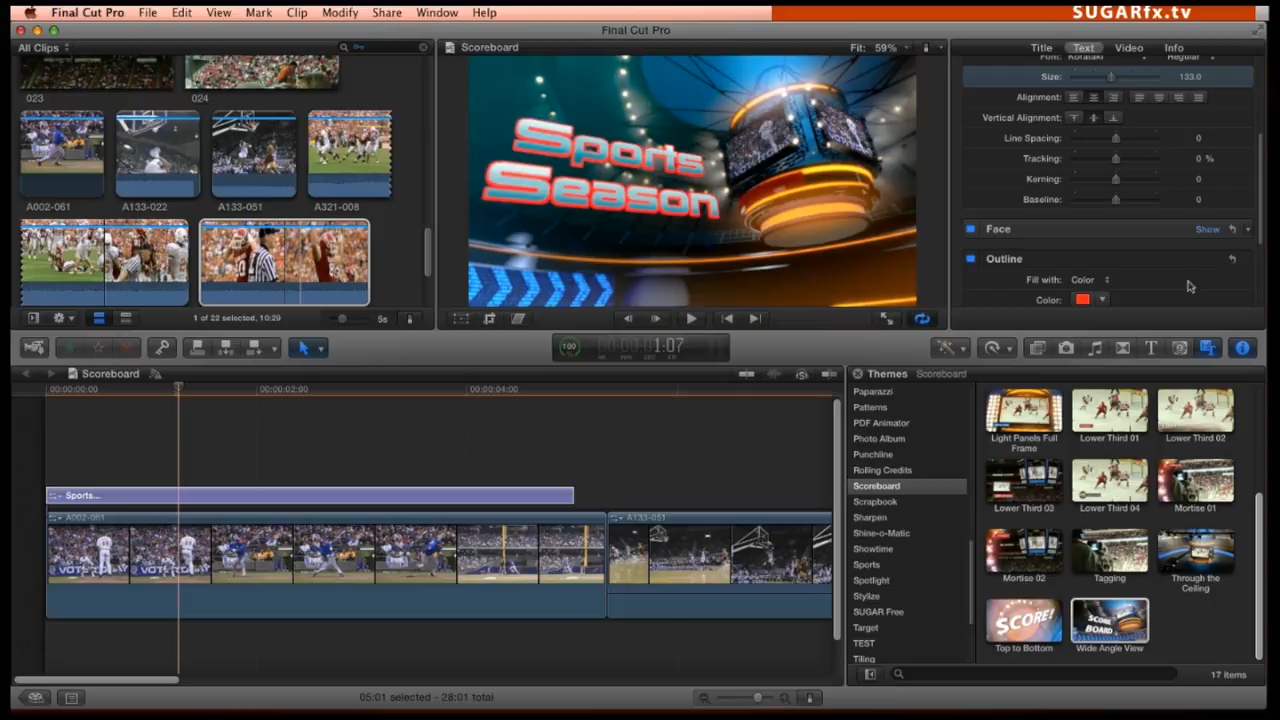 Final Cut Pro File Edit View Mark Clip Modify Share Window Help
SUGARfx.tv
Final Cut Pro
All Clips
023
024
A002-061
A133-022
A133-051
A321-008
1 of 22 selected, 10:29
5s
Scoreboard
Fit: 59%
Sports
Season
Title Text Video Info
Size: 133.0
Alignment:
Vertical Alignment:
Line Spacing: 0
Tracking: 0 %
Kerning: 0
Baseline: 0
Face Show
Outline
Fill with: Color
Color:
100
1:07
Scoreboard
00:00:00:00
00:00:02:00
00:00:04:00
Sports...
A002-061
A133-051
VOTE
Themes Scoreboard
Paparazzi
Patterns
PDF Animator
Photo Album
Punchline
Rolling Credits
Scoreboard
Scrapbook
Sharpen
Shine-o-Matic
Showtime
Sports
Spotlight
Stylize
SUGAR Free
Target
TEST
Tiling
Light Panels Full Frame
Lower Third 01
Lower Third 02
Lower Third 03
Lower Third 04
Mortise 01
Mortise 02
Tagging
Through the Ceiling
SCORE!
Top to Bottom
SCORE
BOARD
Wide Angle View
05:01 selected - 28:01 total
17 items